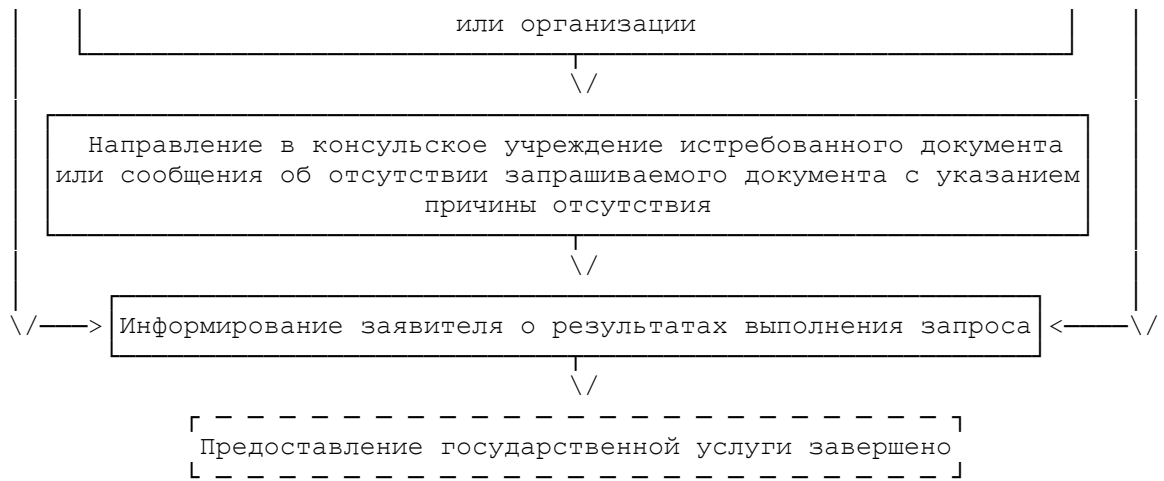 или организации
Направление в консульское учреждение истребованного документа
или сообщения об отсутствии запрашиваемого документа с указанием
причины отсутствия
Информирование заявителя о результатах выполнения запроса
Предоставление государственной услуги завершено